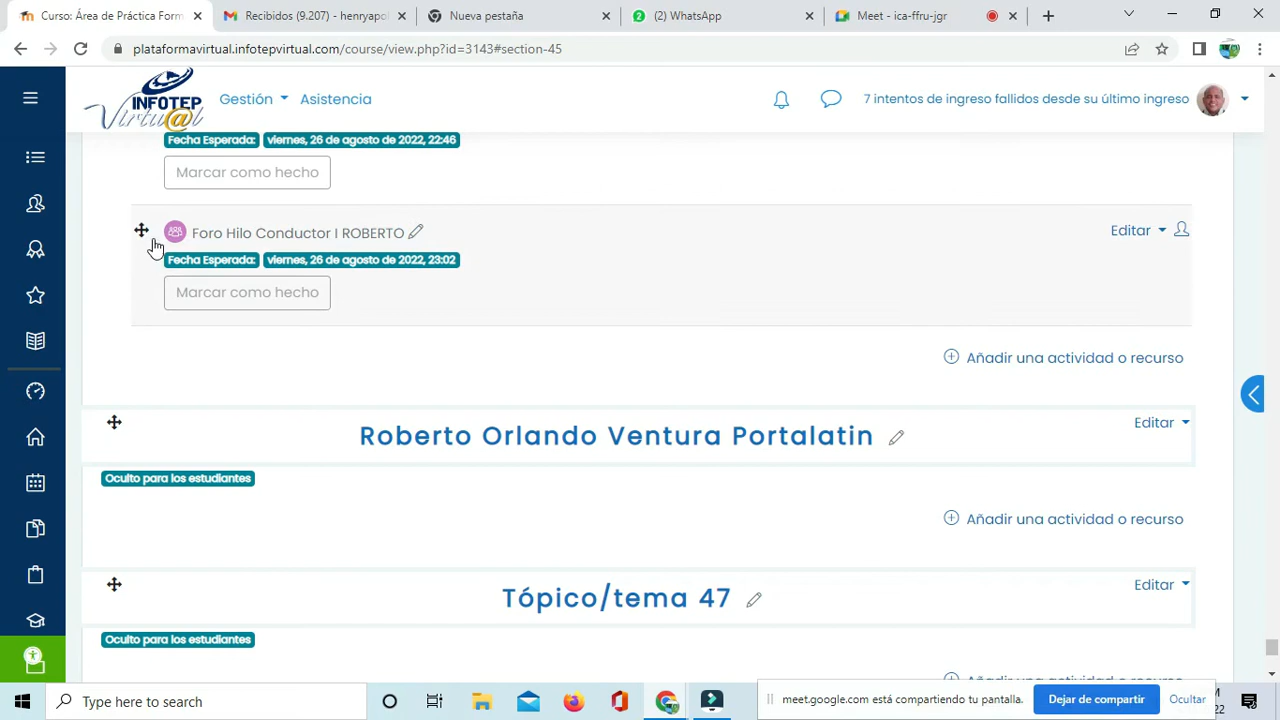 Curso: Área de Práctica Form
Recibidos (9.207) - henrypolo
Nueva pestaña
(2) WhatsApp
Meet - ica-ffru-jgr
plataformavirtual.infotepvirtual.com/course/view.php?id=3143#section-45
INFOTEP
Virtu@l
Gestión
Asistencia
7 intentos de ingreso fallidos desde su último ingreso
Fecha Esperada: viernes, 26 de agosto de 2022, 22:46
Marcar como hecho
Foro Hilo Conductor I ROBERTO
Editar
Fecha Esperada: viernes, 26 de agosto de 2022, 23:02
Marcar como hecho
Añadir una actividad o recurso
Roberto Orlando Ventura Portalatin
Editar
Oculto para los estudiantes
Añadir una actividad o recurso
Tópico/tema 47
Editar
Oculto para los estudiantes
Type here to search
meet.google.com está compartiendo tu pantalla.
Dejar de compartir
Ocultar